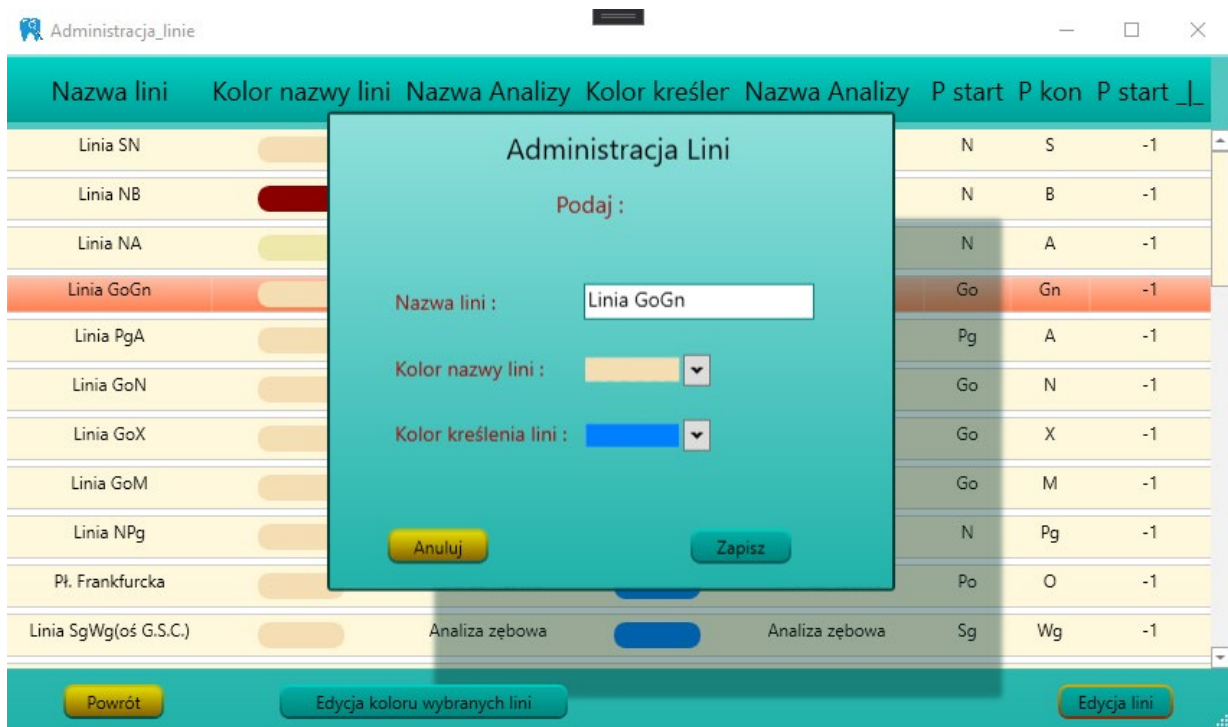 Administracja_linie
Nazwa lini Kolor nazwy lini Nazwa Analizy Kolor kreśler Nazwa Analizy P start P kon P start _|_
Administracja Lini
Podaj :
Nazwa lini : Linia GoGn
Kolor nazwy lini :
Kolor kreślenia lini :
Anuluj Zapisz
Linia SN N S -1
Linia NB N B -1
Linia NA N A -1
Linia GoGn Go Gn -1
Linia PgA Pg A -1
Linia GoN Go N -1
Linia GoX Go X -1
Linia GoM Go M -1
Linia NPg N Pg -1
Pł. Frankfurcka Po O -1
Linia SgWg(oś G.S.C.) Analiza zębowa Analiza zębowa Sg Wg -1
Powrót Edycja koloru wybranych lini Edycja lini